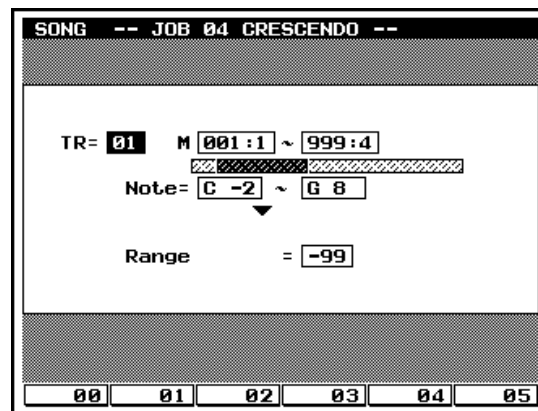 SONG -- JOB 04 CRESCENDO --
TR= 01 M 001:1 ~ 999:4
Note= C -2 ~ G 8
Range = -99
00 01 02 03 04 05